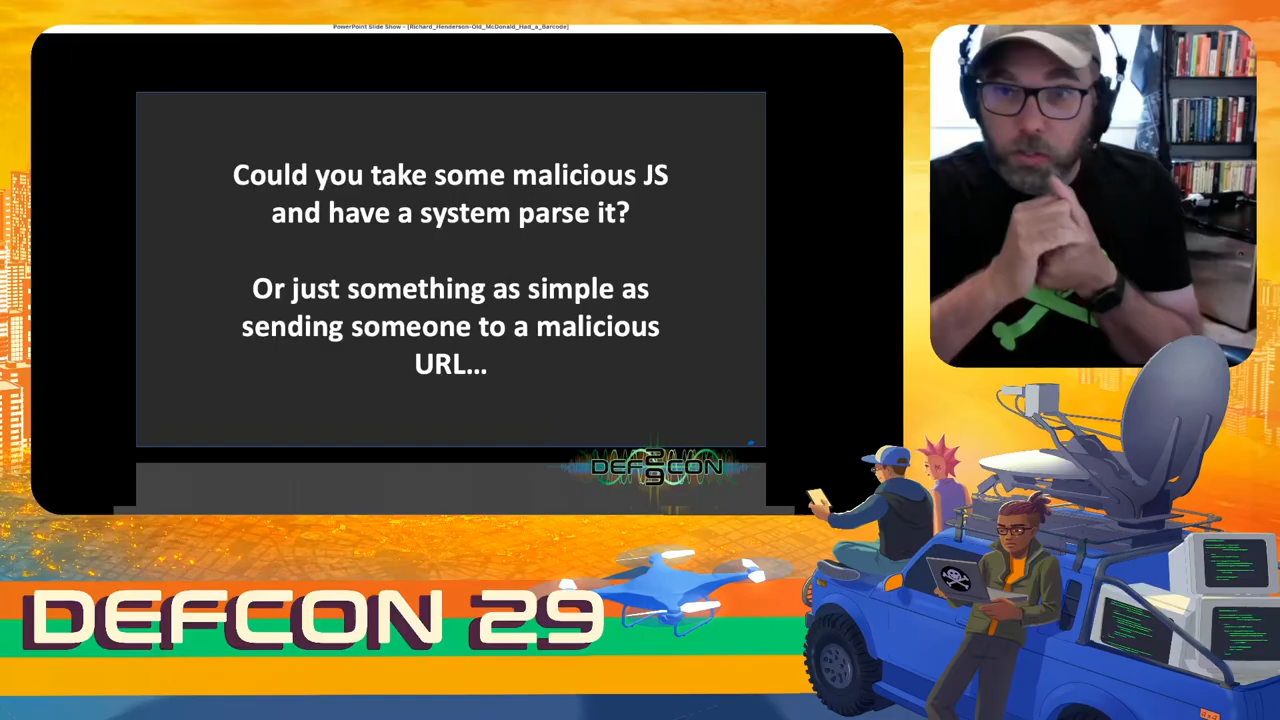 PowerPoint Slide Show - [Richard_Henderson-Old_McDonald_Had_a_Barcode]
Could you take some malicious JS
and have a system parse it?
Or just something as simple as
sending someone to a malicious
URL...
DEFCON
29
DEFCON 29